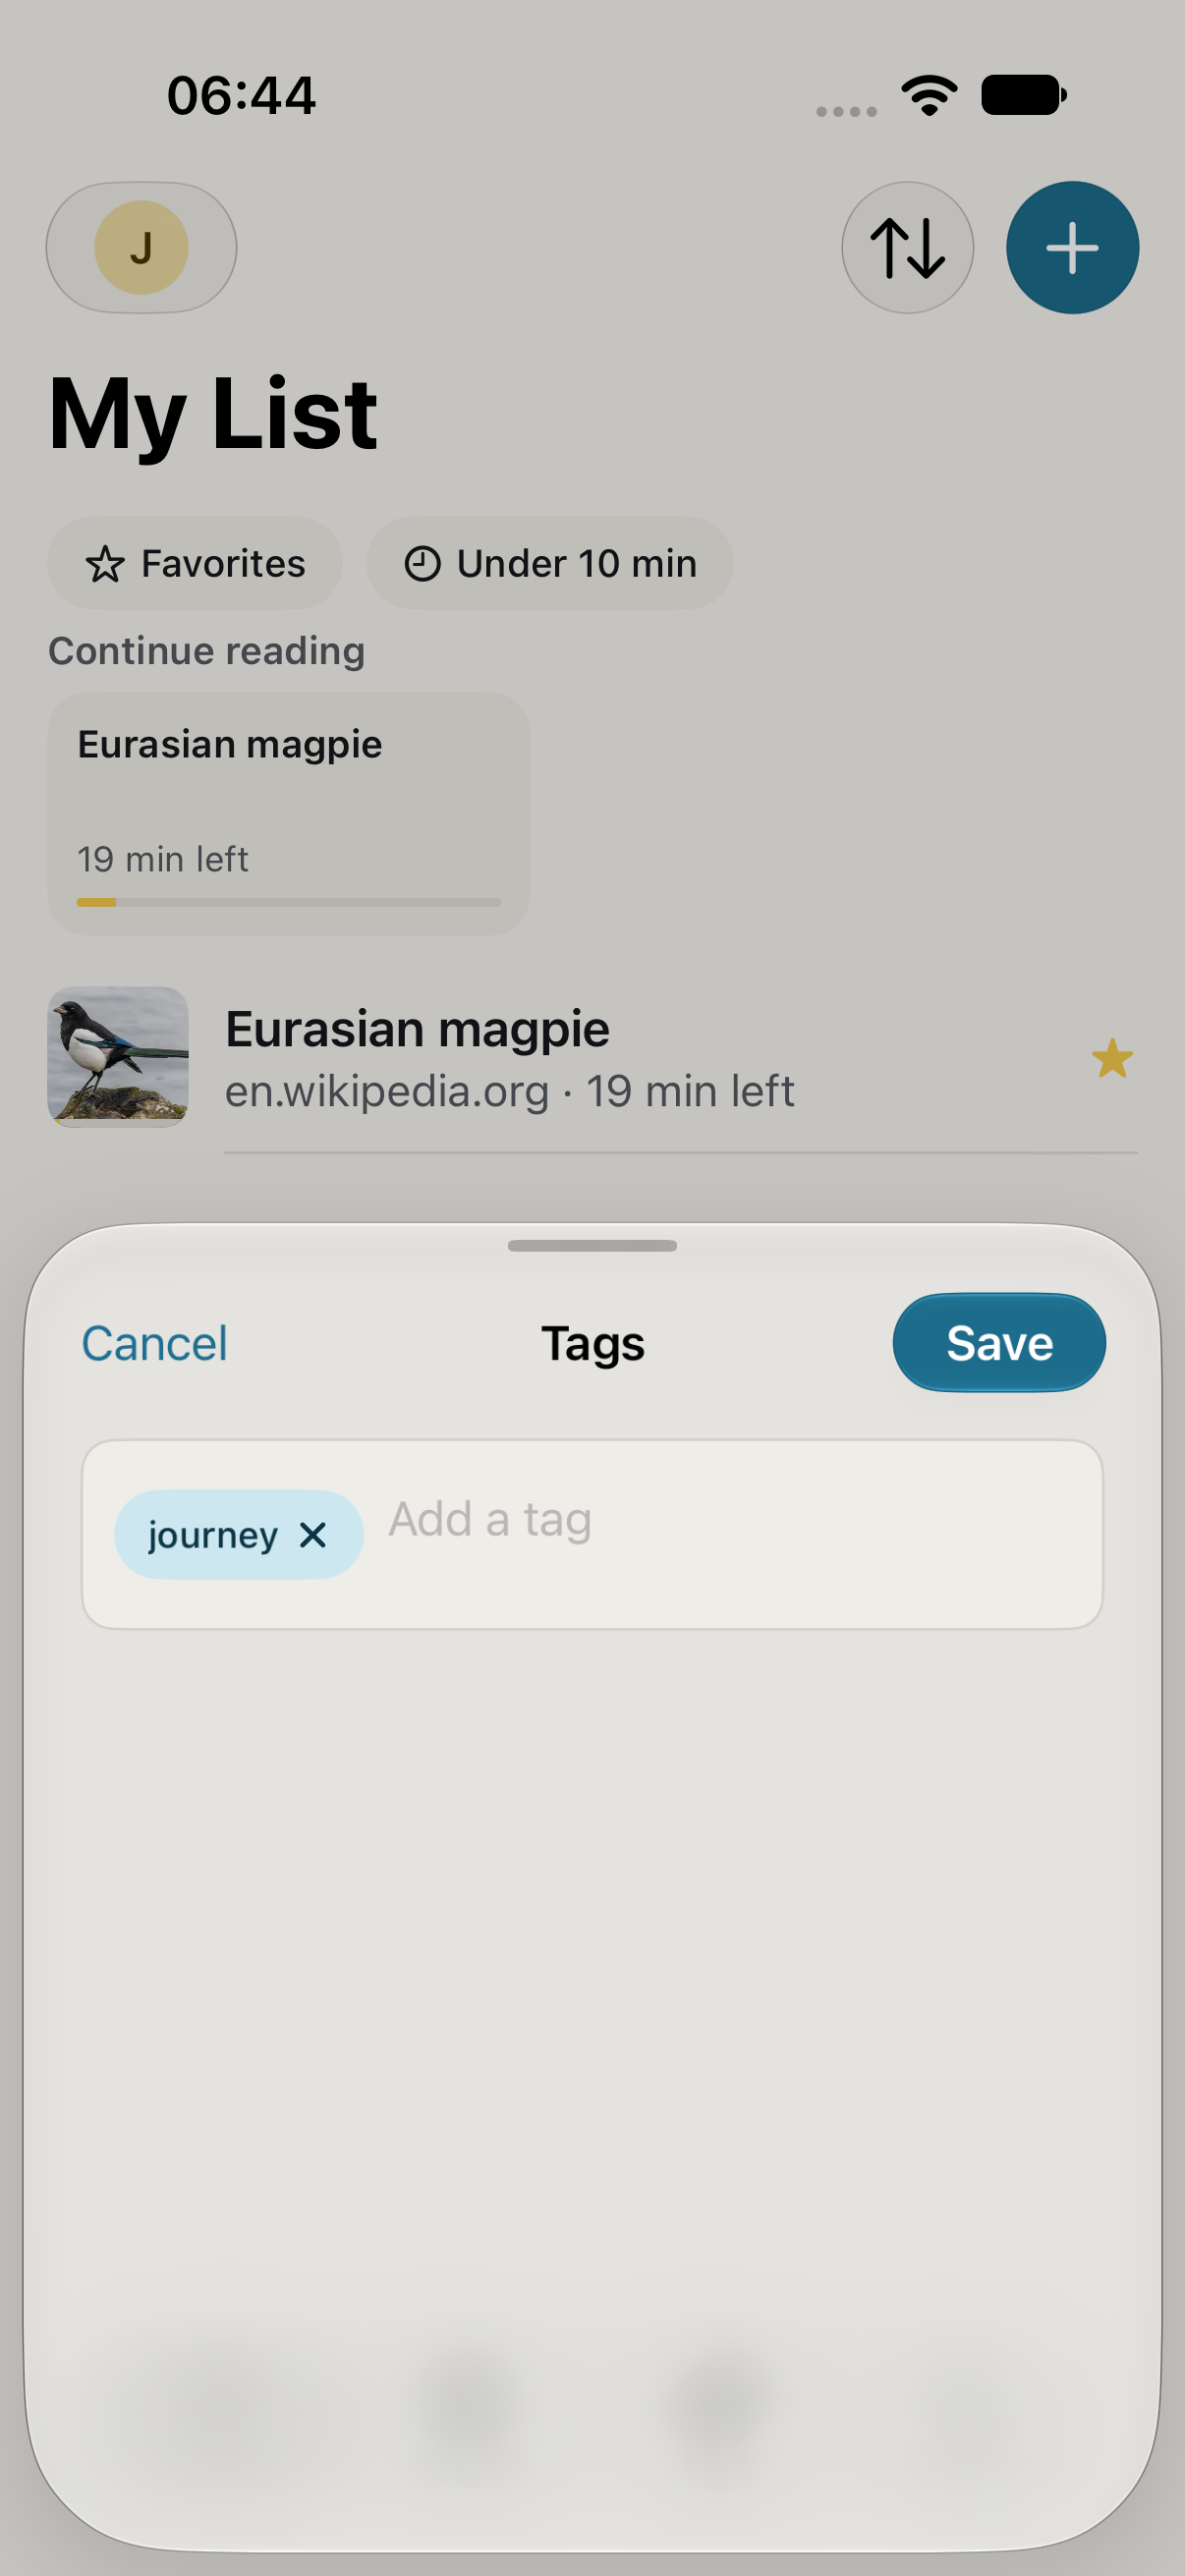 06:44
J
My List
Favorites
Under 10 min
Continue reading
Eurasian magpie
19 min left
Eurasian magpie
en.wikipedia.org · 19 min left
Cancel
Tags
Save
journey
Add a tag